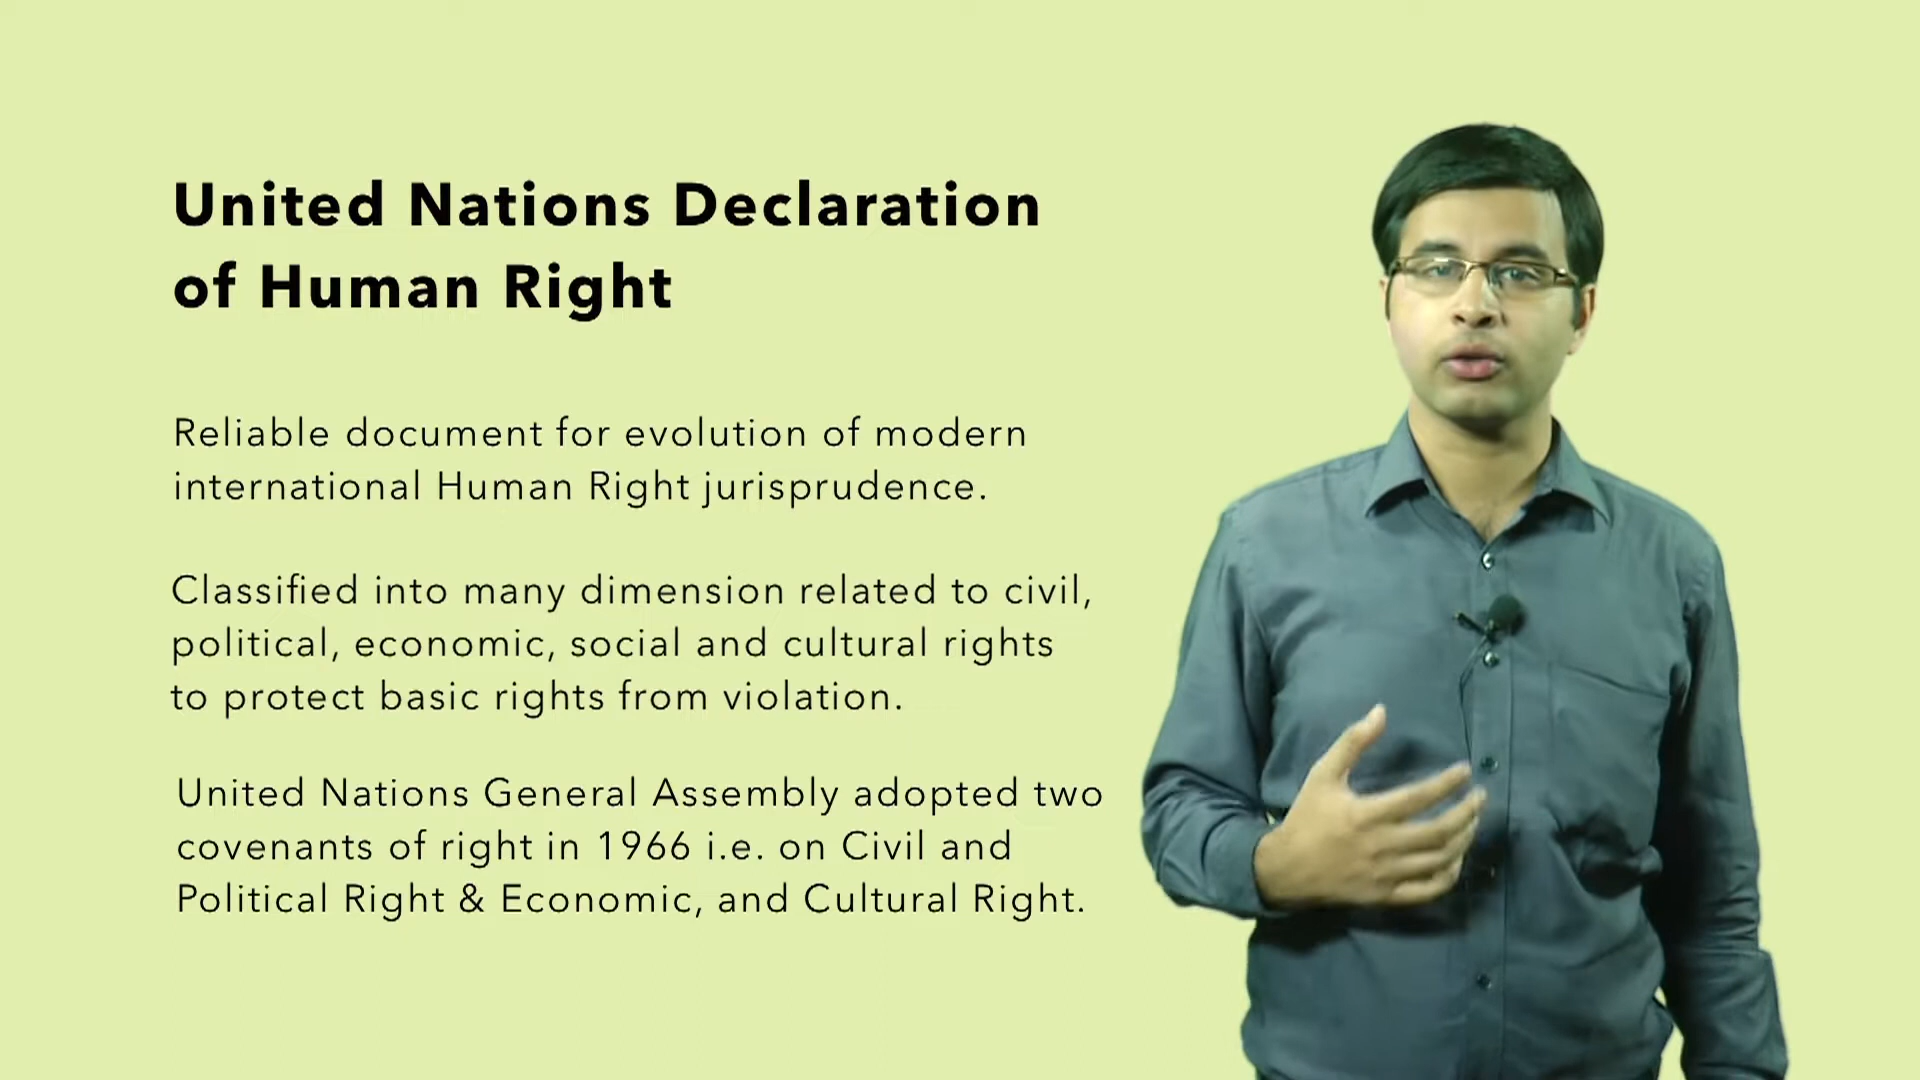 United Nations Declaration
of Human Right
Reliable document for evolution of modern
international Human Right jurisprudence.
Classified into many dimension related to civil,
political, economic, social and cultural rights
to protect basic rights from violation.
United Nations General Assembly adopted two
covenants of right in 1966 i.e. on Civil and
Political Right & Economic, and Cultural Right.